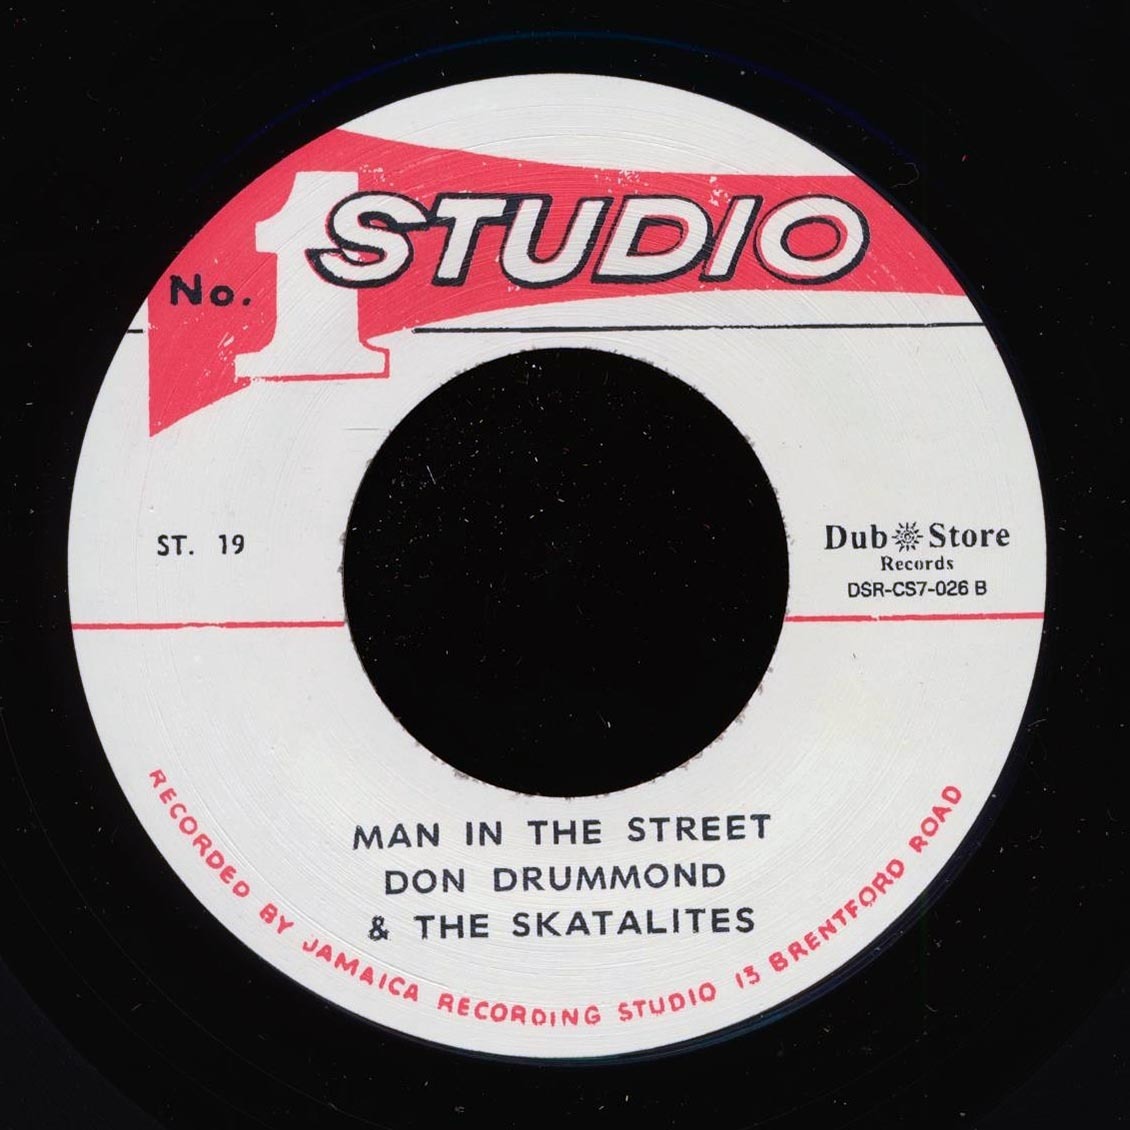 No. 1 STUDIO
ST. 19
Dub Store
Records
DSR-CS7-026 B
MAN IN THE STREET
DON DRUMMOND
& THE SKATALITES
RECORDED BY JAMAICA RECORDING STUDIO 13 BRENTFORD ROAD